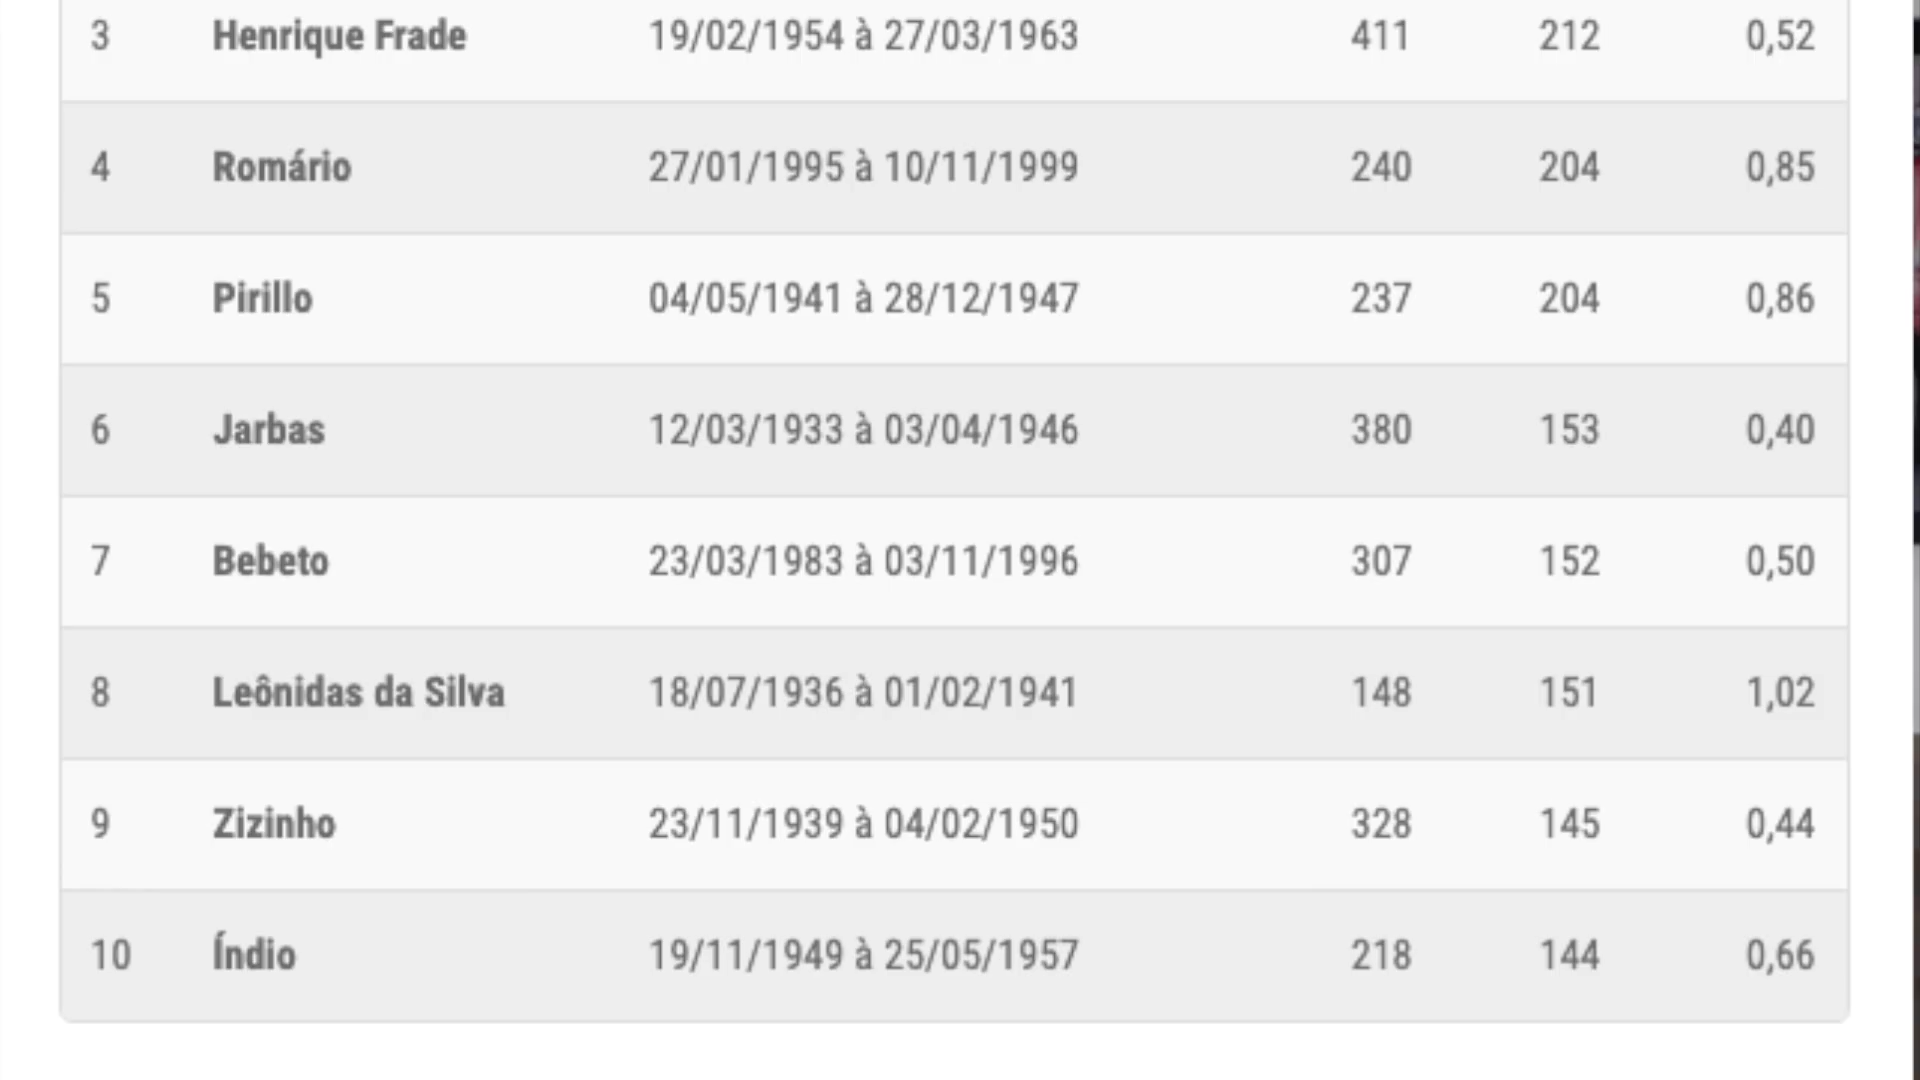 3 Henrique Frade 19/02/1954 à 27/03/1963 411 212 0,52
4 Romário 27/01/1995 à 10/11/1999 240 204 0,85
5 Pirillo 04/05/1941 à 28/12/1947 237 204 0,86
6 Jarbas 12/03/1933 à 03/04/1946 380 153 0,40
7 Bebeto 23/03/1983 à 03/11/1996 307 152 0,50
8 Leônidas da Silva 18/07/1936 à 01/02/1941 148 151 1,02
9 Zizinho 23/11/1939 à 04/02/1950 328 145 0,44
10 Índio 19/11/1949 à 25/05/1957 218 144 0,66